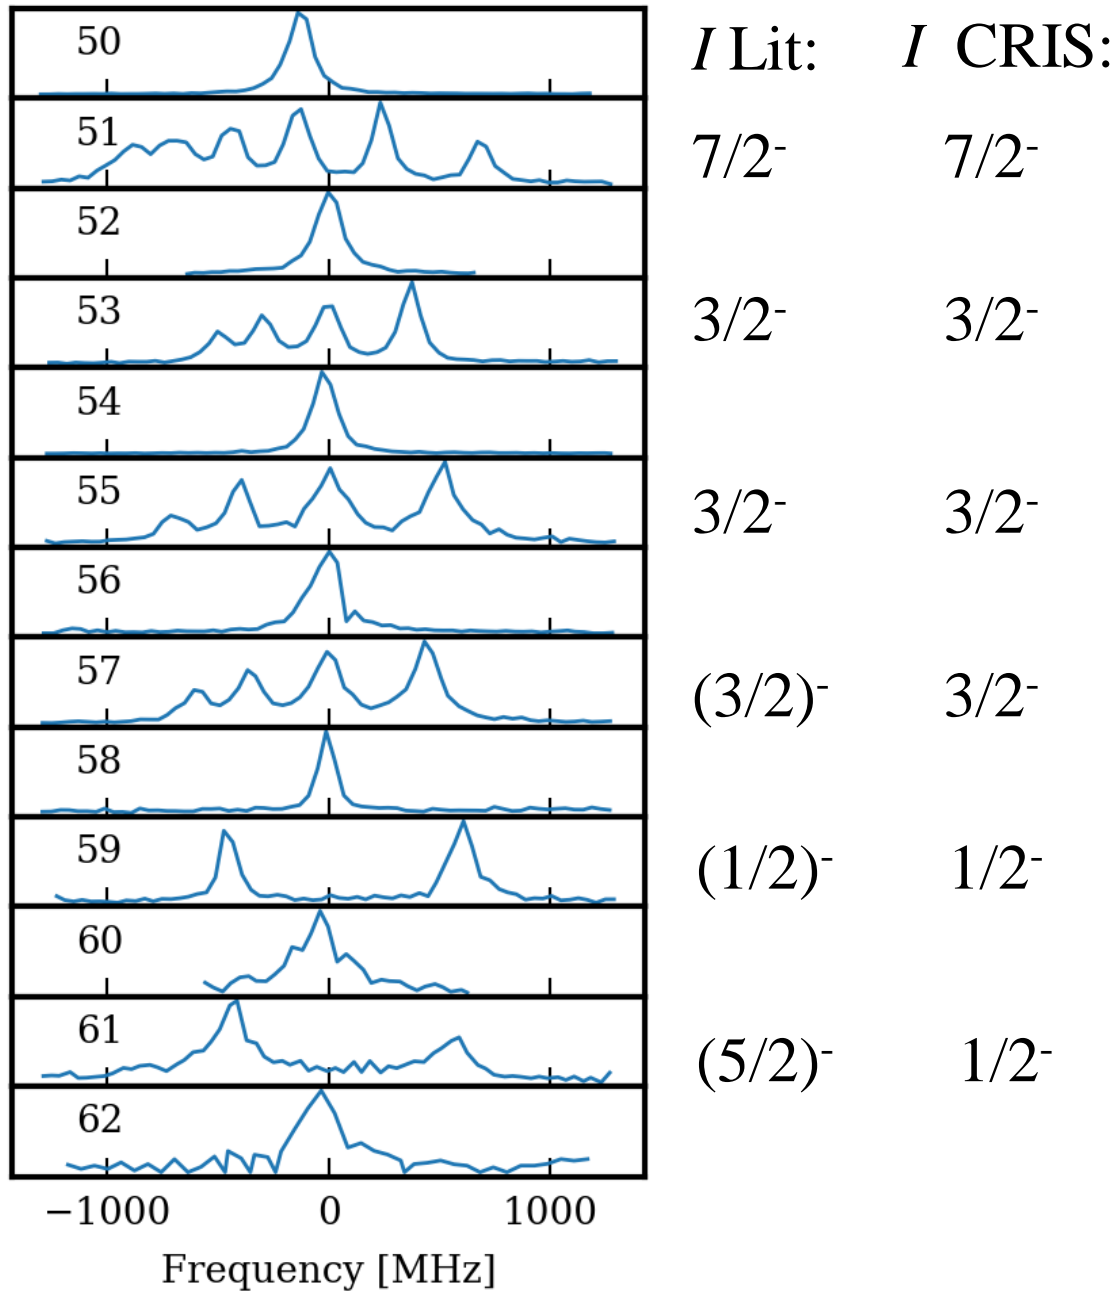 50 I Lit: I CRIS:
51 7/2- 7/2-
52
53 3/2- 3/2-
54
55 3/2- 3/2-
56
57 (3/2)- 3/2-
58
59 (1/2)- 1/2-
60
61 (5/2)- 1/2-
62
−1000 0 1000
Frequency [MHz]